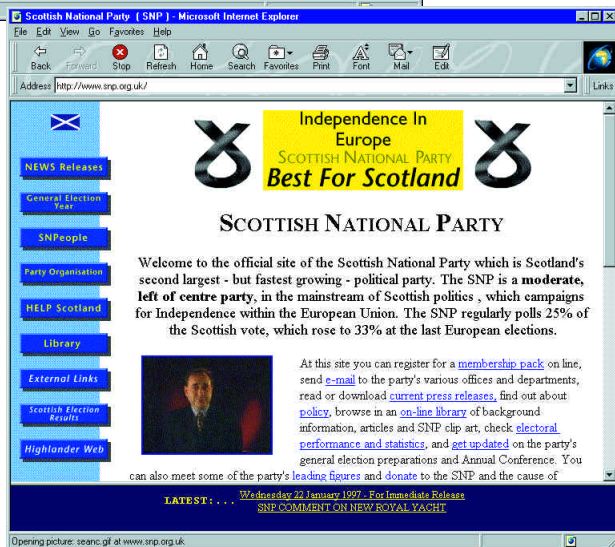 Scottish National Party ( SNP ) - Microsoft Internet Explorer
File Edit View Go Favorites Help
Back Forward Stop Refresh Home Search Favorites Print Font Mail Edit
Address http://www.snp.org.uk/ Links
Independence In
Europe
SCOTTISH NATIONAL PARTY
Best For Scotland
NEWS Releases
General Election
Year
SNPeople
Party Organisation
HELP Scotland
Library
External Links
Scottish Election
Results
Highlander Web
SCOTTISH NATIONAL PARTY
Welcome to the official site of the Scottish National Party which is Scotland's
second largest - but fastest growing - political party. The SNP is a moderate,
left of centre party, in the mainstream of Scottish politics , which campaigns
for Independence within the European Union. The SNP regularly polls 25% of
the Scottish vote, which rose to 33% at the last European elections.
At this site you can register for a membership pack on line,
send e-mail to the party's various offices and departments,
read or download current press releases, find out about
policy, browse in an on-line library of background
information, articles and SNP clip art, check electoral
performance and statistics, and get updated on the party's
general election preparations and Annual Conference. You
can also meet some of the party's leading figures and donate to the SNP and the cause of
LATEST:... Wednesday 22 January 1997 - For Immediate Release
SNP COMMENT ON NEW ROYAL YACHT
Opening picture: seanc.gif at www.snp.org.uk